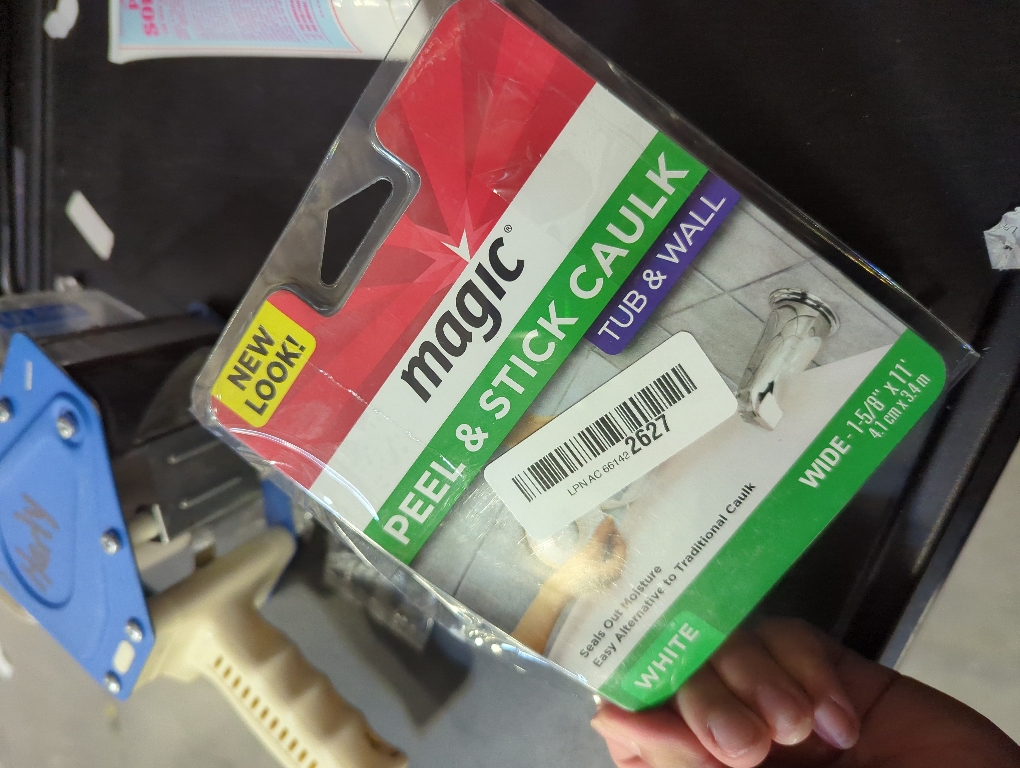 NEW
LOOK!
magic®
PEEL & STICK CAULK
TUB & WALL
LPN AC 66142 2627
Seals Out Moisture
Easy Alternative to Traditional Caulk
WIDE - 1-5/8" X 11'
4.1 cm x 3.4 m
WHITE